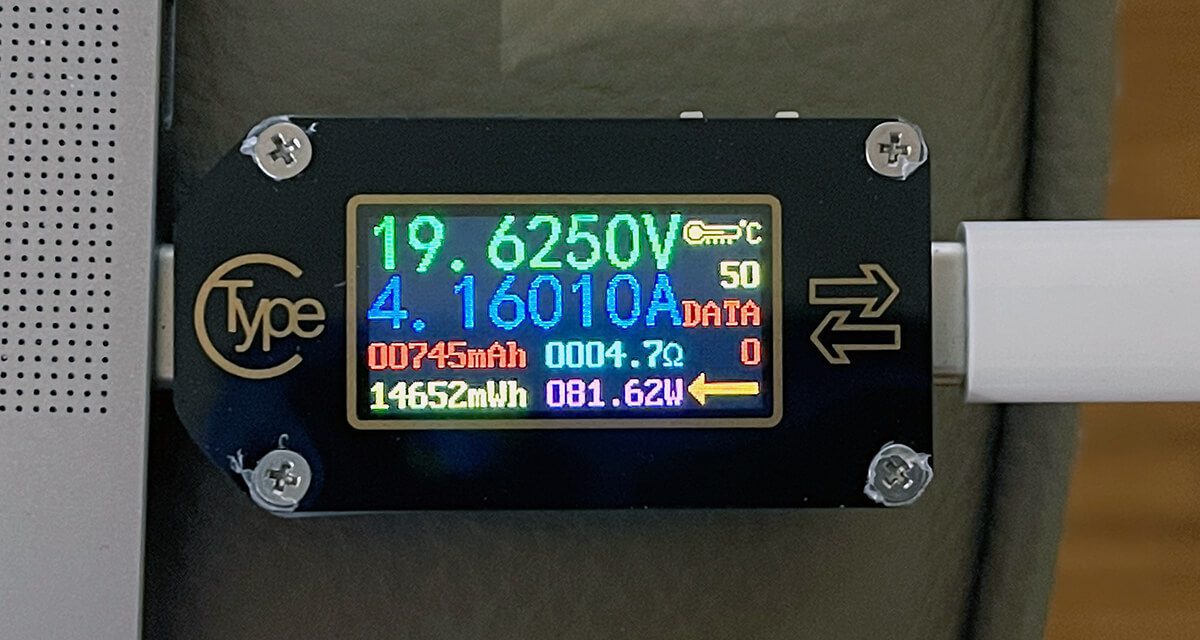 Type
19.6250V °C
50
4.16010A DATA
00745mAh 0004.7Ω 0
14652mWh 081.62W